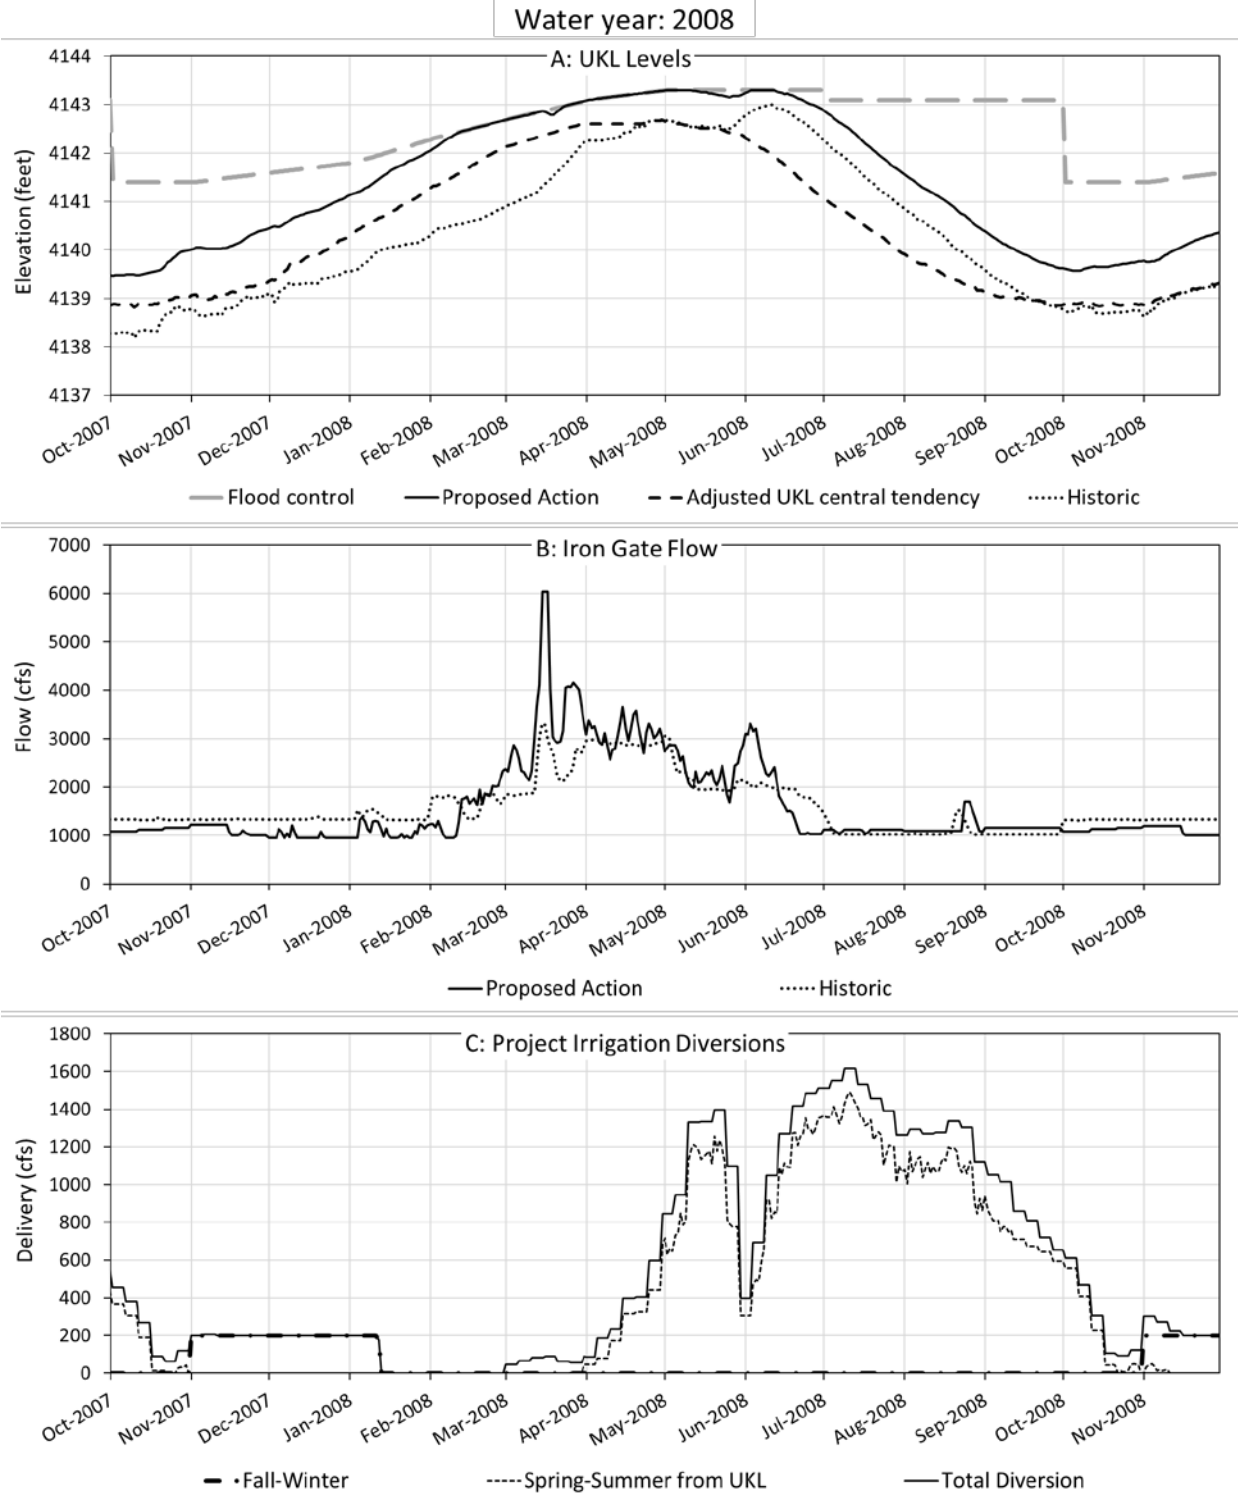 Water year: 2008
A: UKL Levels
Elevation (feet)
4144
4143
4142
4141
4140
4139
4138
4137
Oct-2007 Nov-2007 Dec-2007 Jan-2008 Feb-2008 Mar-2008 Apr-2008 May-2008 Jun-2008 Jul-2008 Aug-2008 Sep-2008 Oct-2008 Nov-2008
Flood control Proposed Action Adjusted UKL central tendency Historic
B: Iron Gate Flow
Flow (cfs)
7000
6000
5000
4000
3000
2000
1000
0
Oct-2007 Nov-2007 Dec-2007 Jan-2008 Feb-2008 Mar-2008 Apr-2008 May-2008 Jun-2008 Jul-2008 Aug-2008 Sep-2008 Oct-2008 Nov-2008
Proposed Action Historic
C: Project Irrigation Diversions
Delivery (cfs)
1800
1600
1400
1200
1000
800
600
400
200
0
Oct-2007 Nov-2007 Dec-2007 Jan-2008 Feb-2008 Mar-2008 Apr-2008 May-2008 Jun-2008 Jul-2008 Aug-2008 Sep-2008 Oct-2008 Nov-2008
Fall-Winter Spring-Summer from UKL Total Diversion